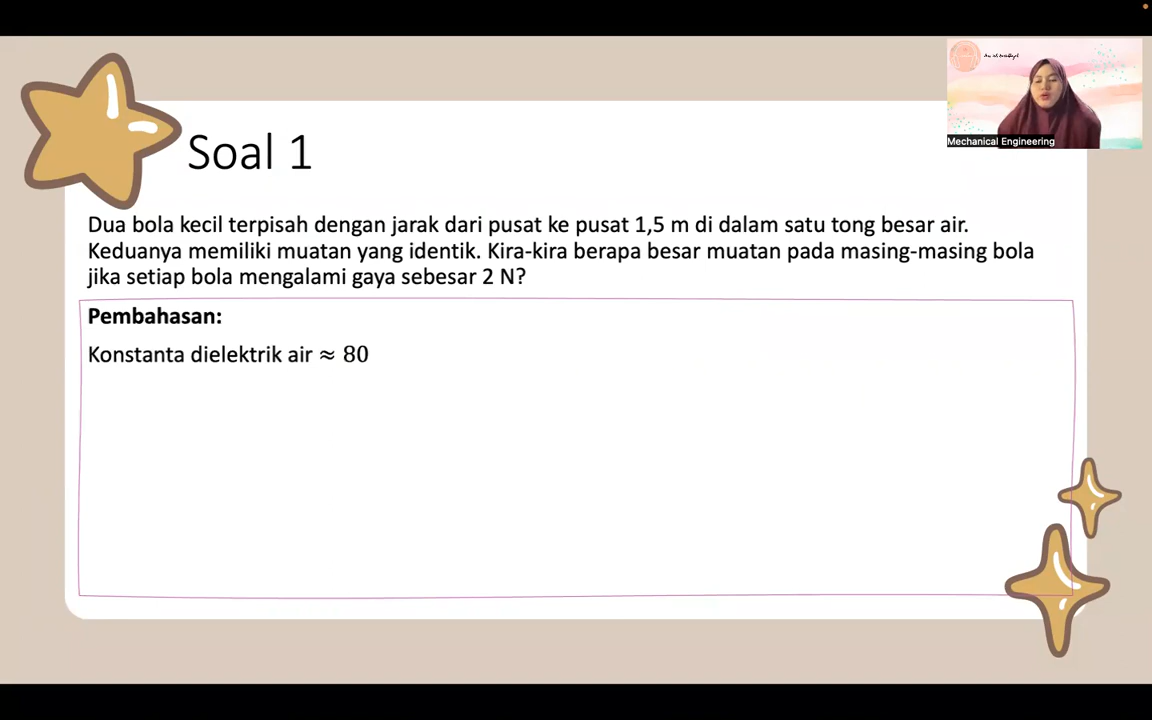 Soal 1
Dua bola kecil terpisah dengan jarak dari pusat ke pusat 1,5 m di dalam satu tong besar air.
Keduanya memiliki muatan yang identik. Kira-kira berapa besar muatan pada masing-masing bola
jika setiap bola mengalami gaya sebesar 2 N?
Pembahasan:
Konstanta dielektrik air ≈ 80
Mechanical Engineering